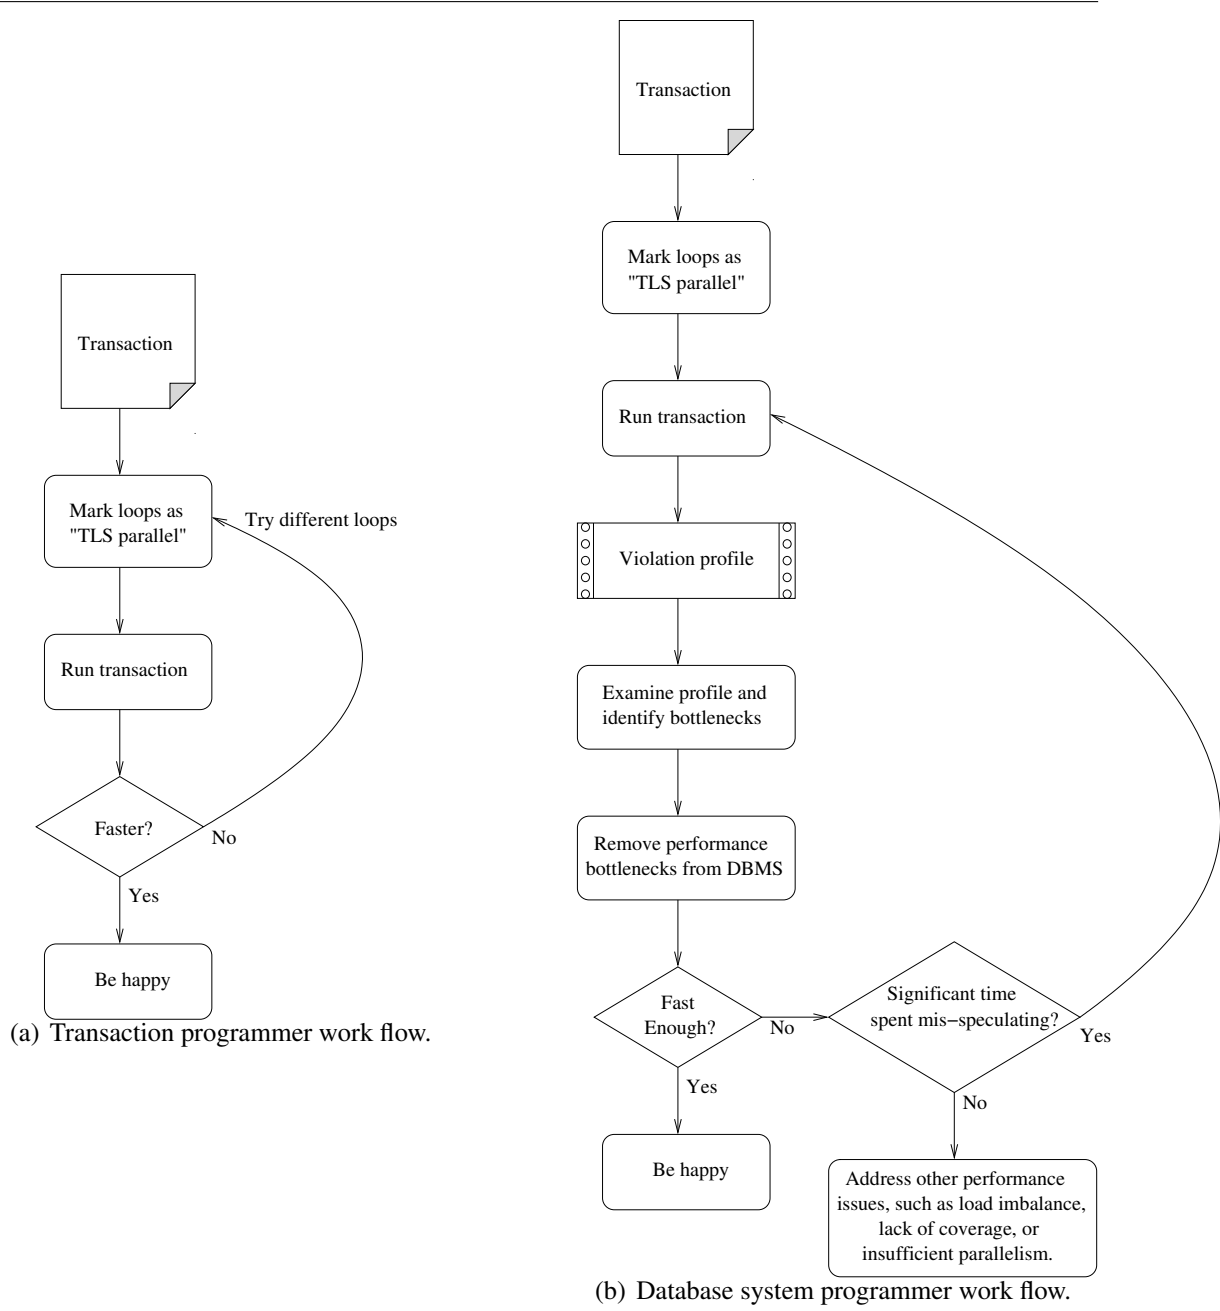 Transaction
Mark loops as
"TLS parallel"
Try different loops
Run transaction
Faster?
No
Yes
Be happy
(a) Transaction programmer work flow.
Transaction
Mark loops as
"TLS parallel"
Run transaction
Violation profile
Examine profile and
identify bottlenecks
Remove performance
bottlenecks from DBMS
Fast
Enough?
No
Significant time
spent mis−speculating?
Yes
Yes
No
Be happy
Address other performance
issues, such as load imbalance,
lack of coverage, or
insufficient parallelism.
(b) Database system programmer work flow.